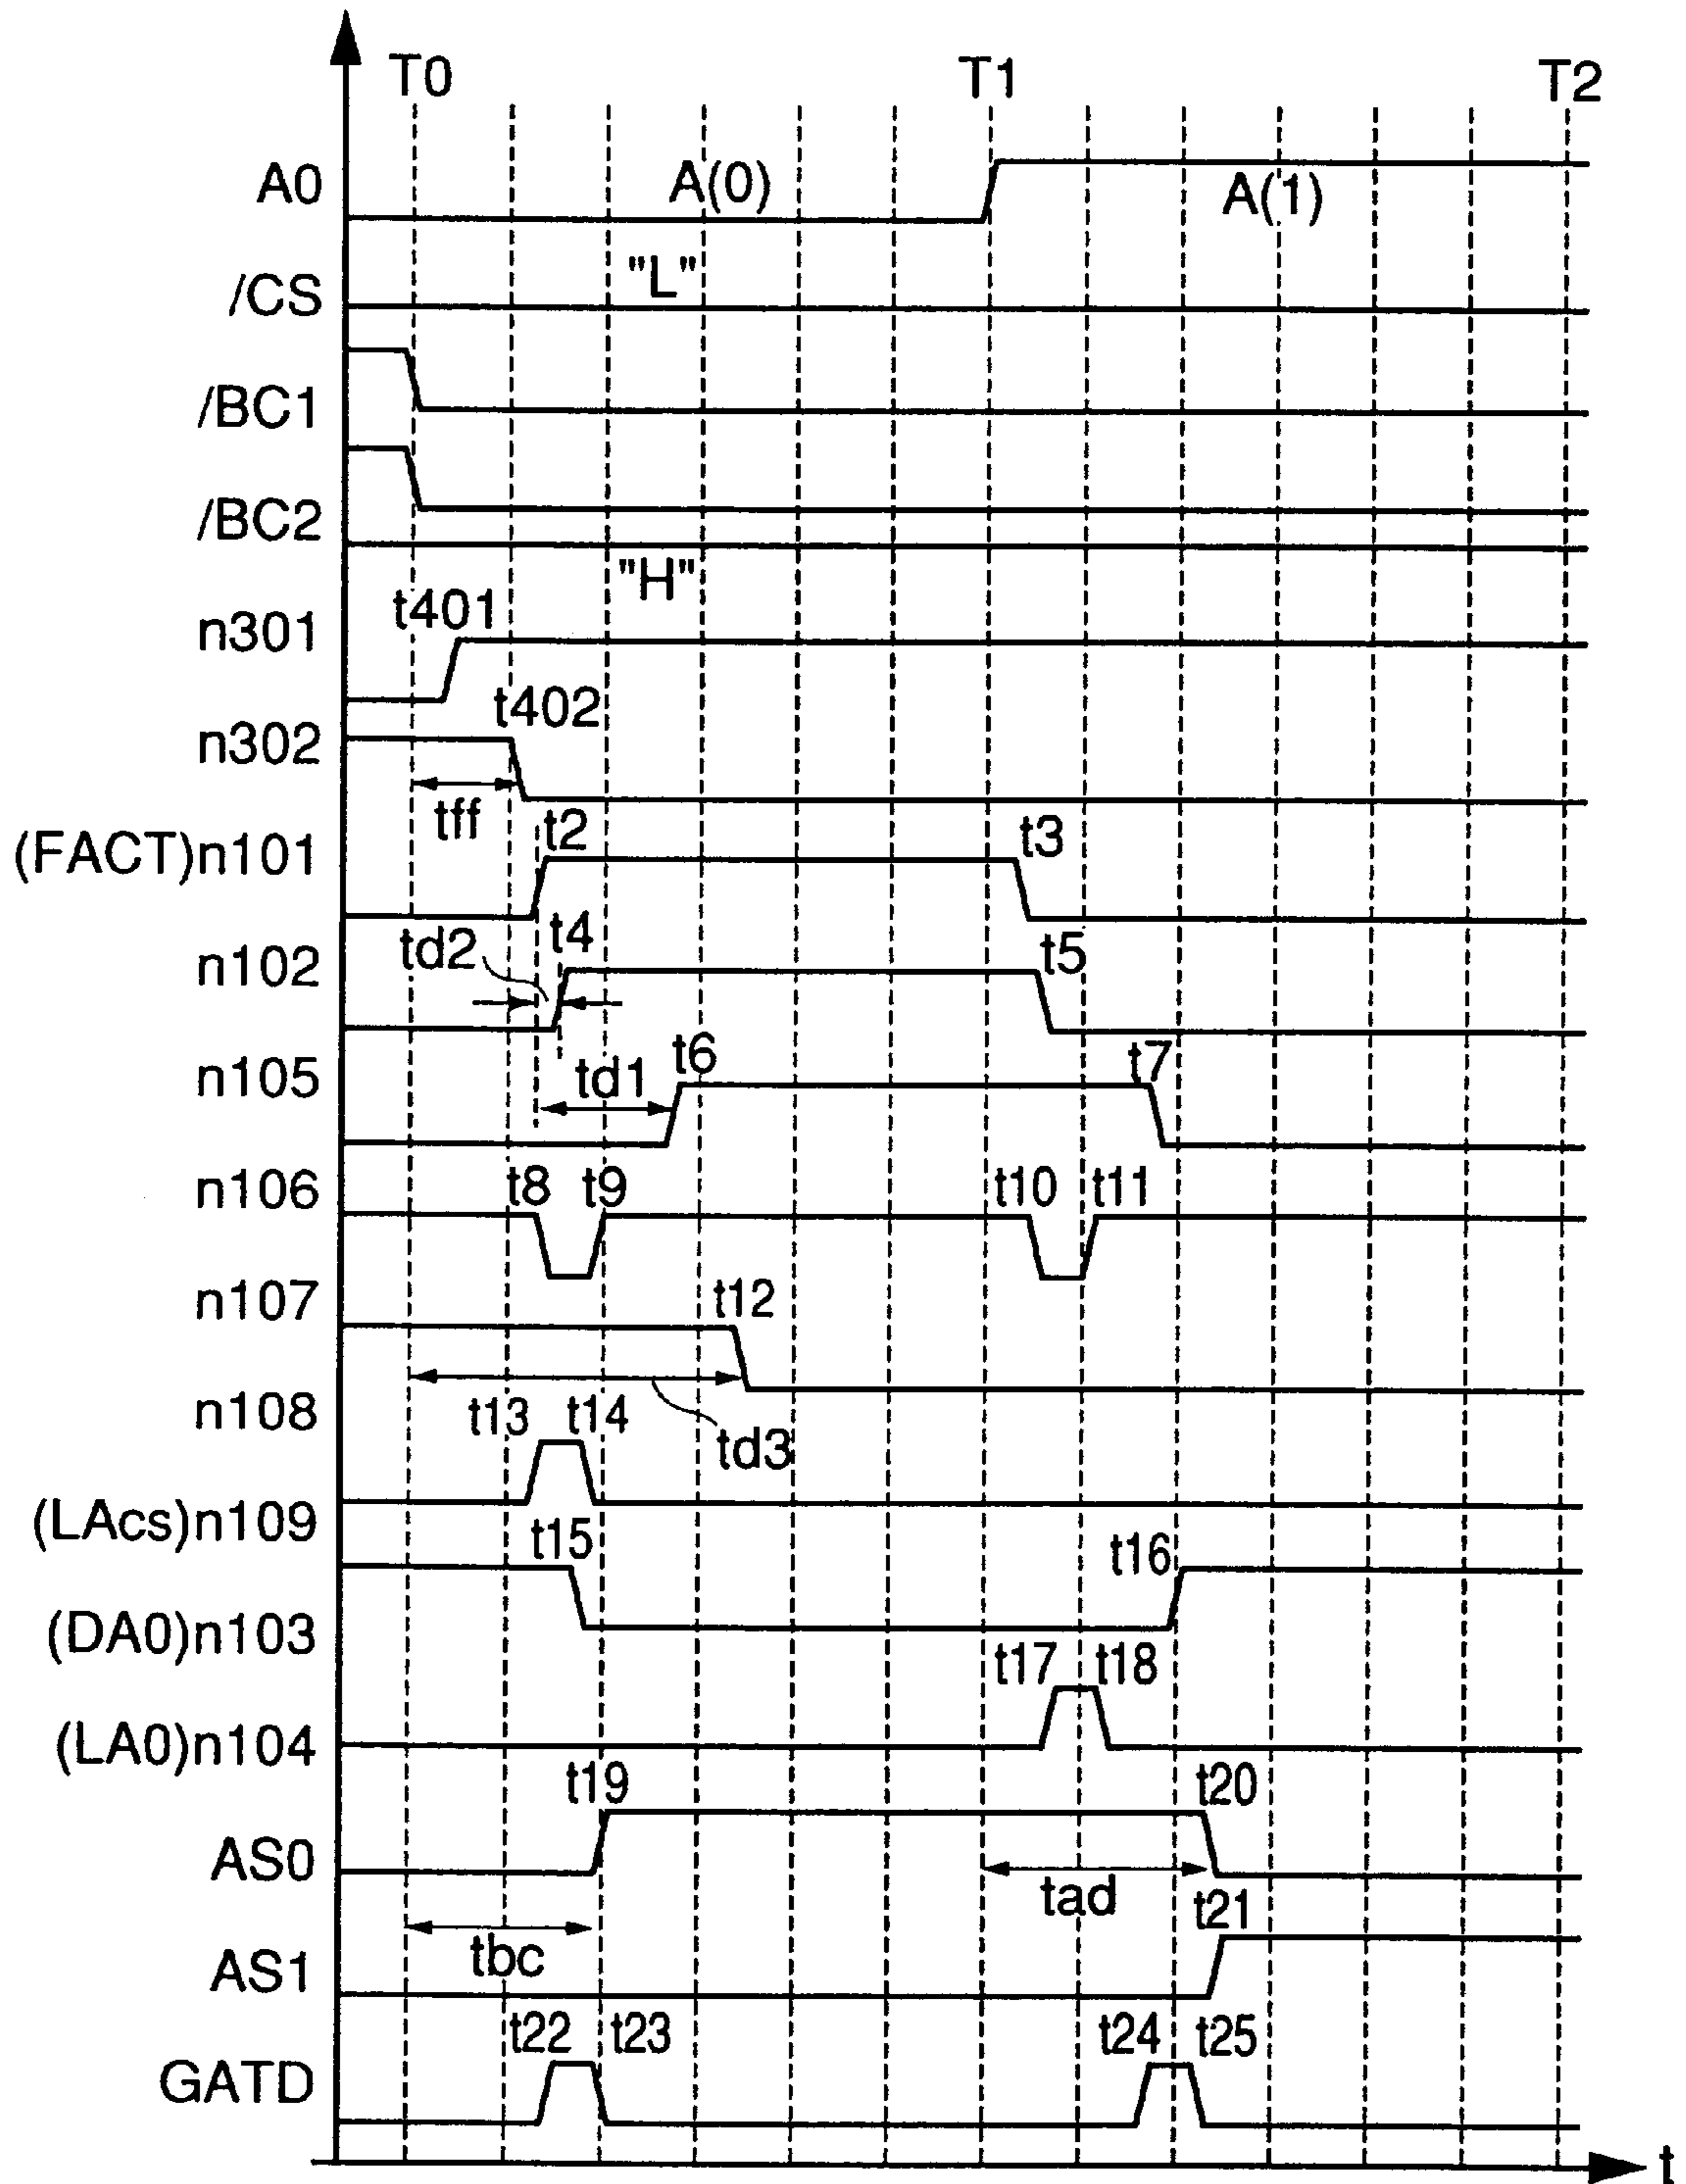 T0 T1 T2
A0 A(0) A(1)
/CS "L"
/BC1
/BC2
"H"
n301 t401
n302 t402
tff
(FACT)n101 t2 t3
n102 td2 t4 t5
n105 td1 t6 t7
n106 t8 t9 t10 t11
n107 t12
n108 t13 t14 td3
(LAcs)n109 t15 t16
(DA0)n103 t17 t18
(LA0)n104
t19 t20
AS0 tad
tbc t21
AS1
t22 t23 t24 t25
GATD
t